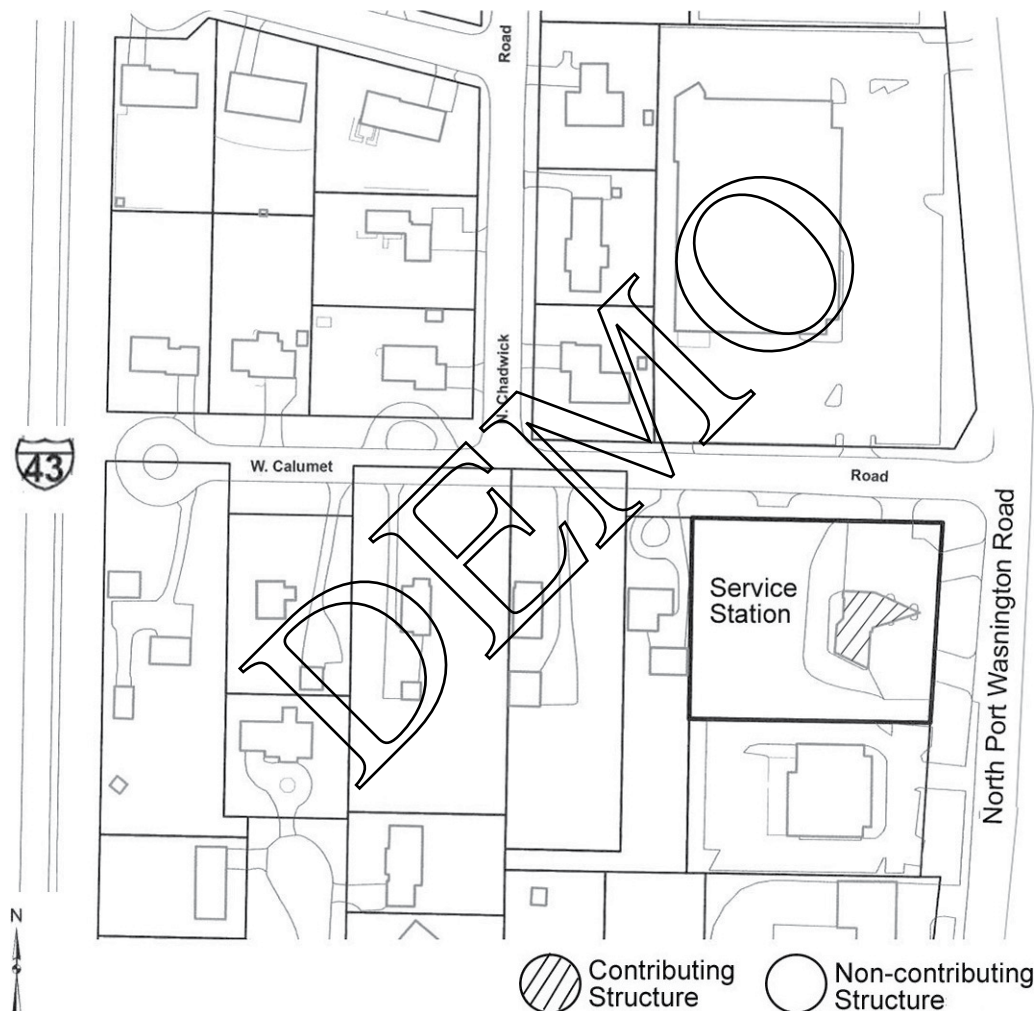 Road
N. Chadwick
43
W. Calumet
Road
Service
Station
North Port Wasnington Road
DEMO
N
Contributing
Structure
Non-contributing
Structure